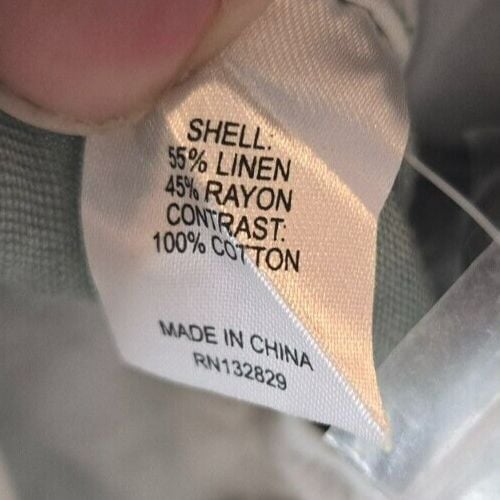 SHELL:
55% LINEN
45% RAYON
CONTRAST:
100% COTTON
MADE IN CHINA
RN132829